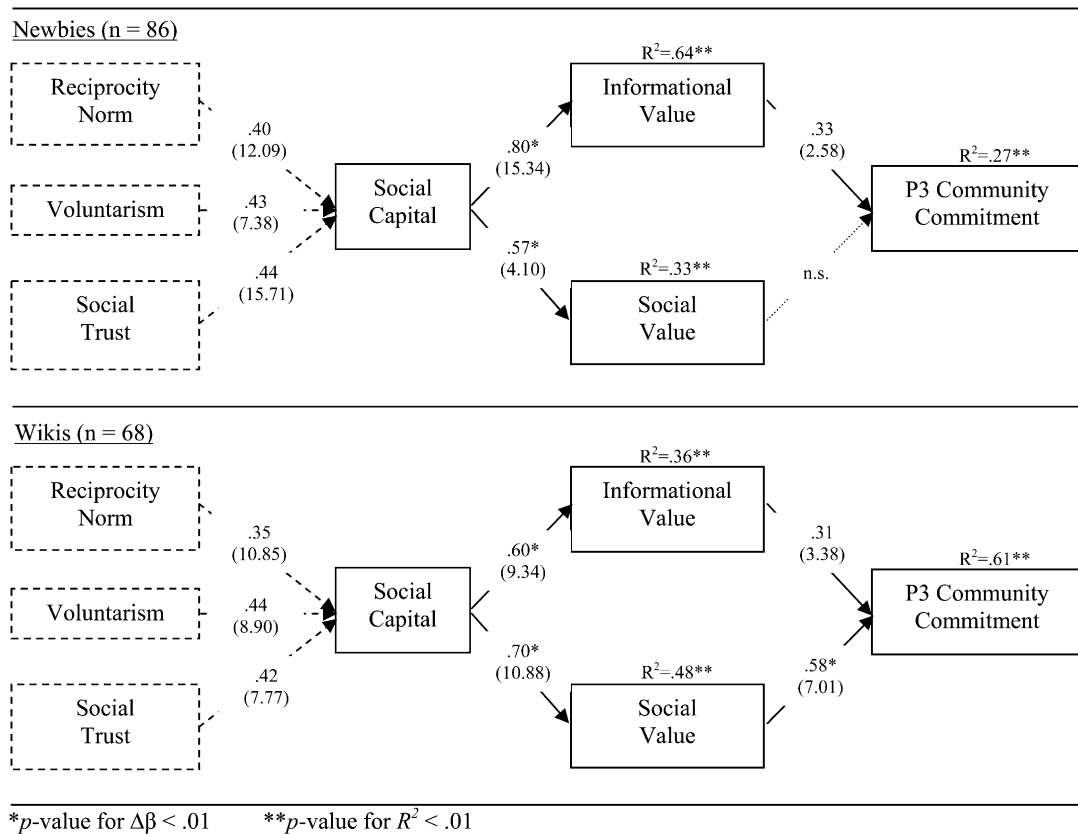 Newbies (n = 86)
Reciprocity
Norm
Voluntarism
Social
Trust
.40
(12.09)
.43
(7.38)
.44
(15.71)
Social
Capital
.80*
(15.34)
.57*
(4.10)
R²=.64**
Informational
Value
R²=.33**
Social
Value
.33
(2.58)
n.s.
R²=.27**
P3 Community
Commitment
Wikis (n = 68)
Reciprocity
Norm
Voluntarism
Social
Trust
.35
(10.85)
.44
(8.90)
.42
(7.77)
Social
Capital
.60*
(9.34)
.70*
(10.88)
R²=.36**
Informational
Value
R²=.48**
Social
Value
.31
(3.38)
.58*
(7.01)
R²=.61**
P3 Community
Commitment
*p-value for Δβ < .01 **p-value for R² < .01